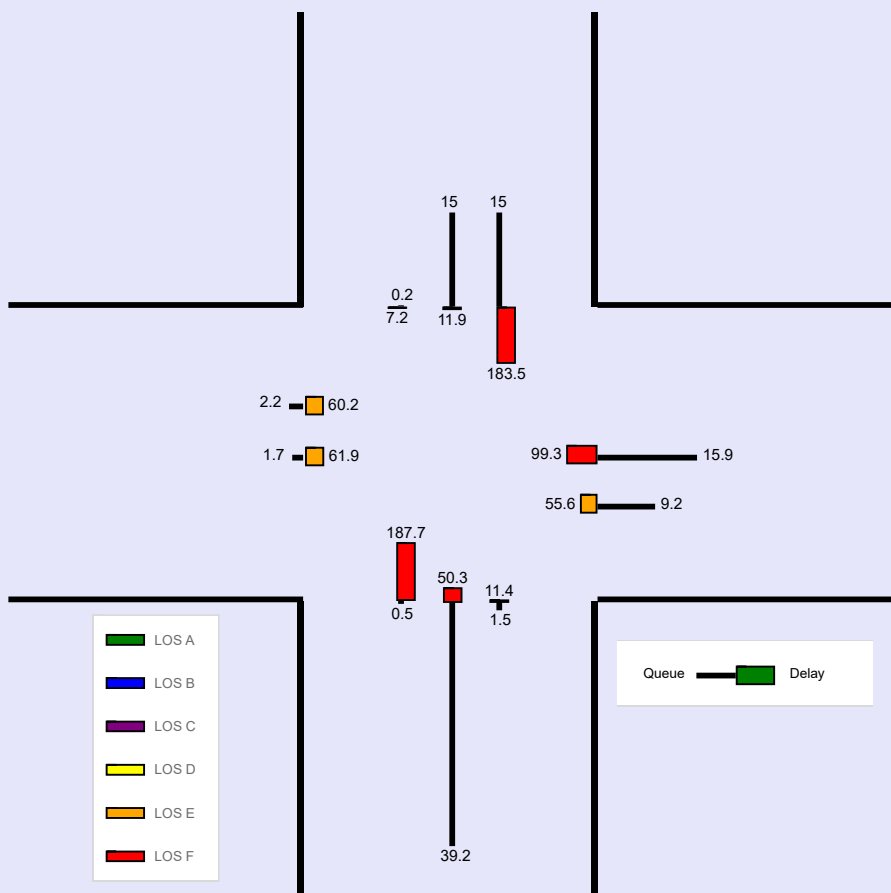 15 15
0.2
7.2 11.9
183.5
2.2 60.2
1.7 61.9 99.3 15.9
55.6 9.2
187.7
50.3 11.4
0.5 1.5
LOS A
LOS B
LOS C
LOS D
LOS E
LOS F
Queue Delay
39.2